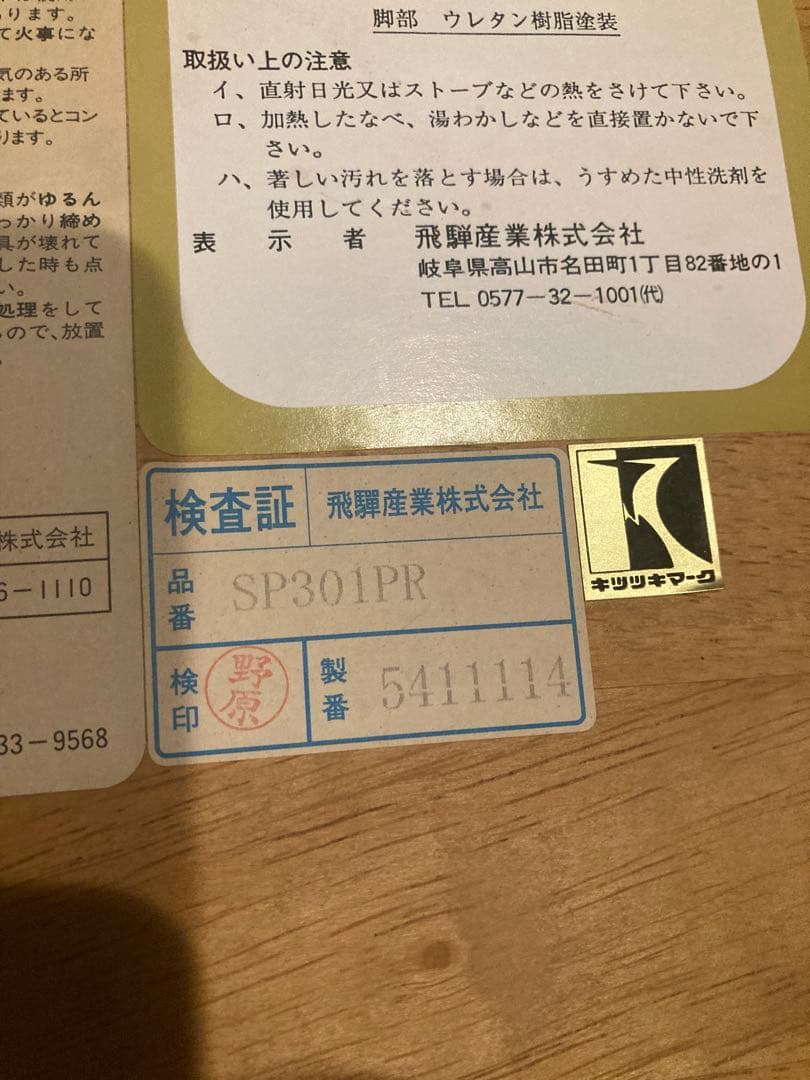 ります。
て火事にな
気のある所
ます。
ているとコン
ります。
類がゆるん
っかり締め
具が壊れて
した時も点
い。
処理をして
ので、放置
株式会社
6-1110
33-9568
脚部 ウレタン樹脂塗装
取扱い上の注意
イ、直射日光又はストーブなどの熱をさけて下さい。
ロ、加熱したなべ、湯わかしなどを直接置かないで下
さい。
ハ、著しい汚れを落とす場合は、うすめた中性洗剤を
使用してください。
表示者 飛驒産業株式会社
岐阜県高山市名田町1丁目82番地の1
TEL 0577-32-1001㈹
検査証 飛驒産業株式会社
品番 SP301PR
検印 野原 製番 5411114
キツツキマーク